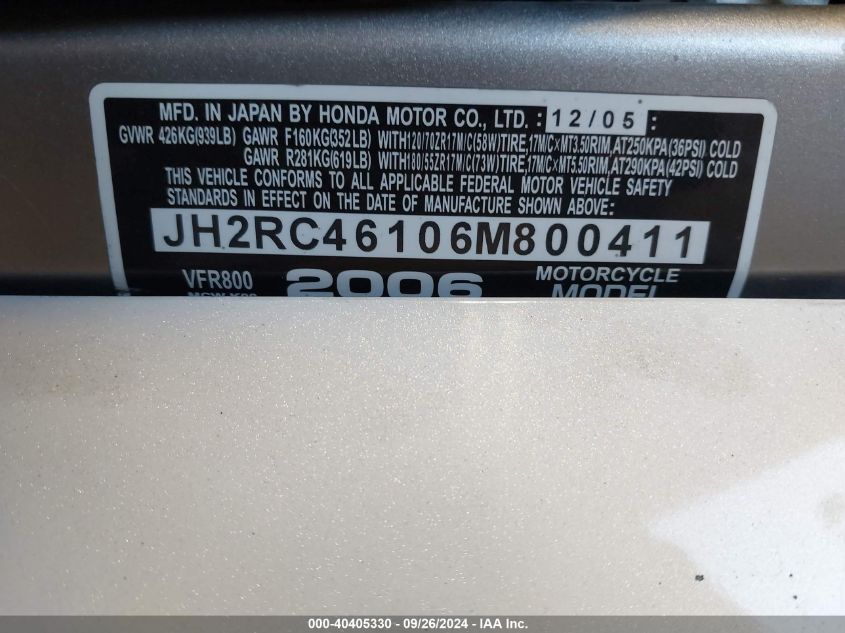 MFD. IN JAPAN BY HONDA MOTOR CO., LTD. : 12/05 :
GVWR 426KG(939LB) GAWR F160KG(352LB) WITH120/70ZR17M/C(58W)TIRE,17M/C×MT3.50RIM,AT250KPA(36PSI) COLD
GAWR R281KG(619LB) WITH180/55ZR17M/C(73W)TIRE,17M/C×MT5.50RIM,AT290KPA(42PSI) COLD
THIS VEHICLE CONFORMS TO ALL APPLICABLE FEDERAL MOTOR VEHICLE SAFETY
STANDARDS IN EFFECT ON THE DATE OF MANUFACTURE SHOWN ABOVE.
JH2RC46106M800411
VFR800 2006 MOTORCYCLE
MODEL
000-40405330 - 09/26/2024 - IAA Inc.